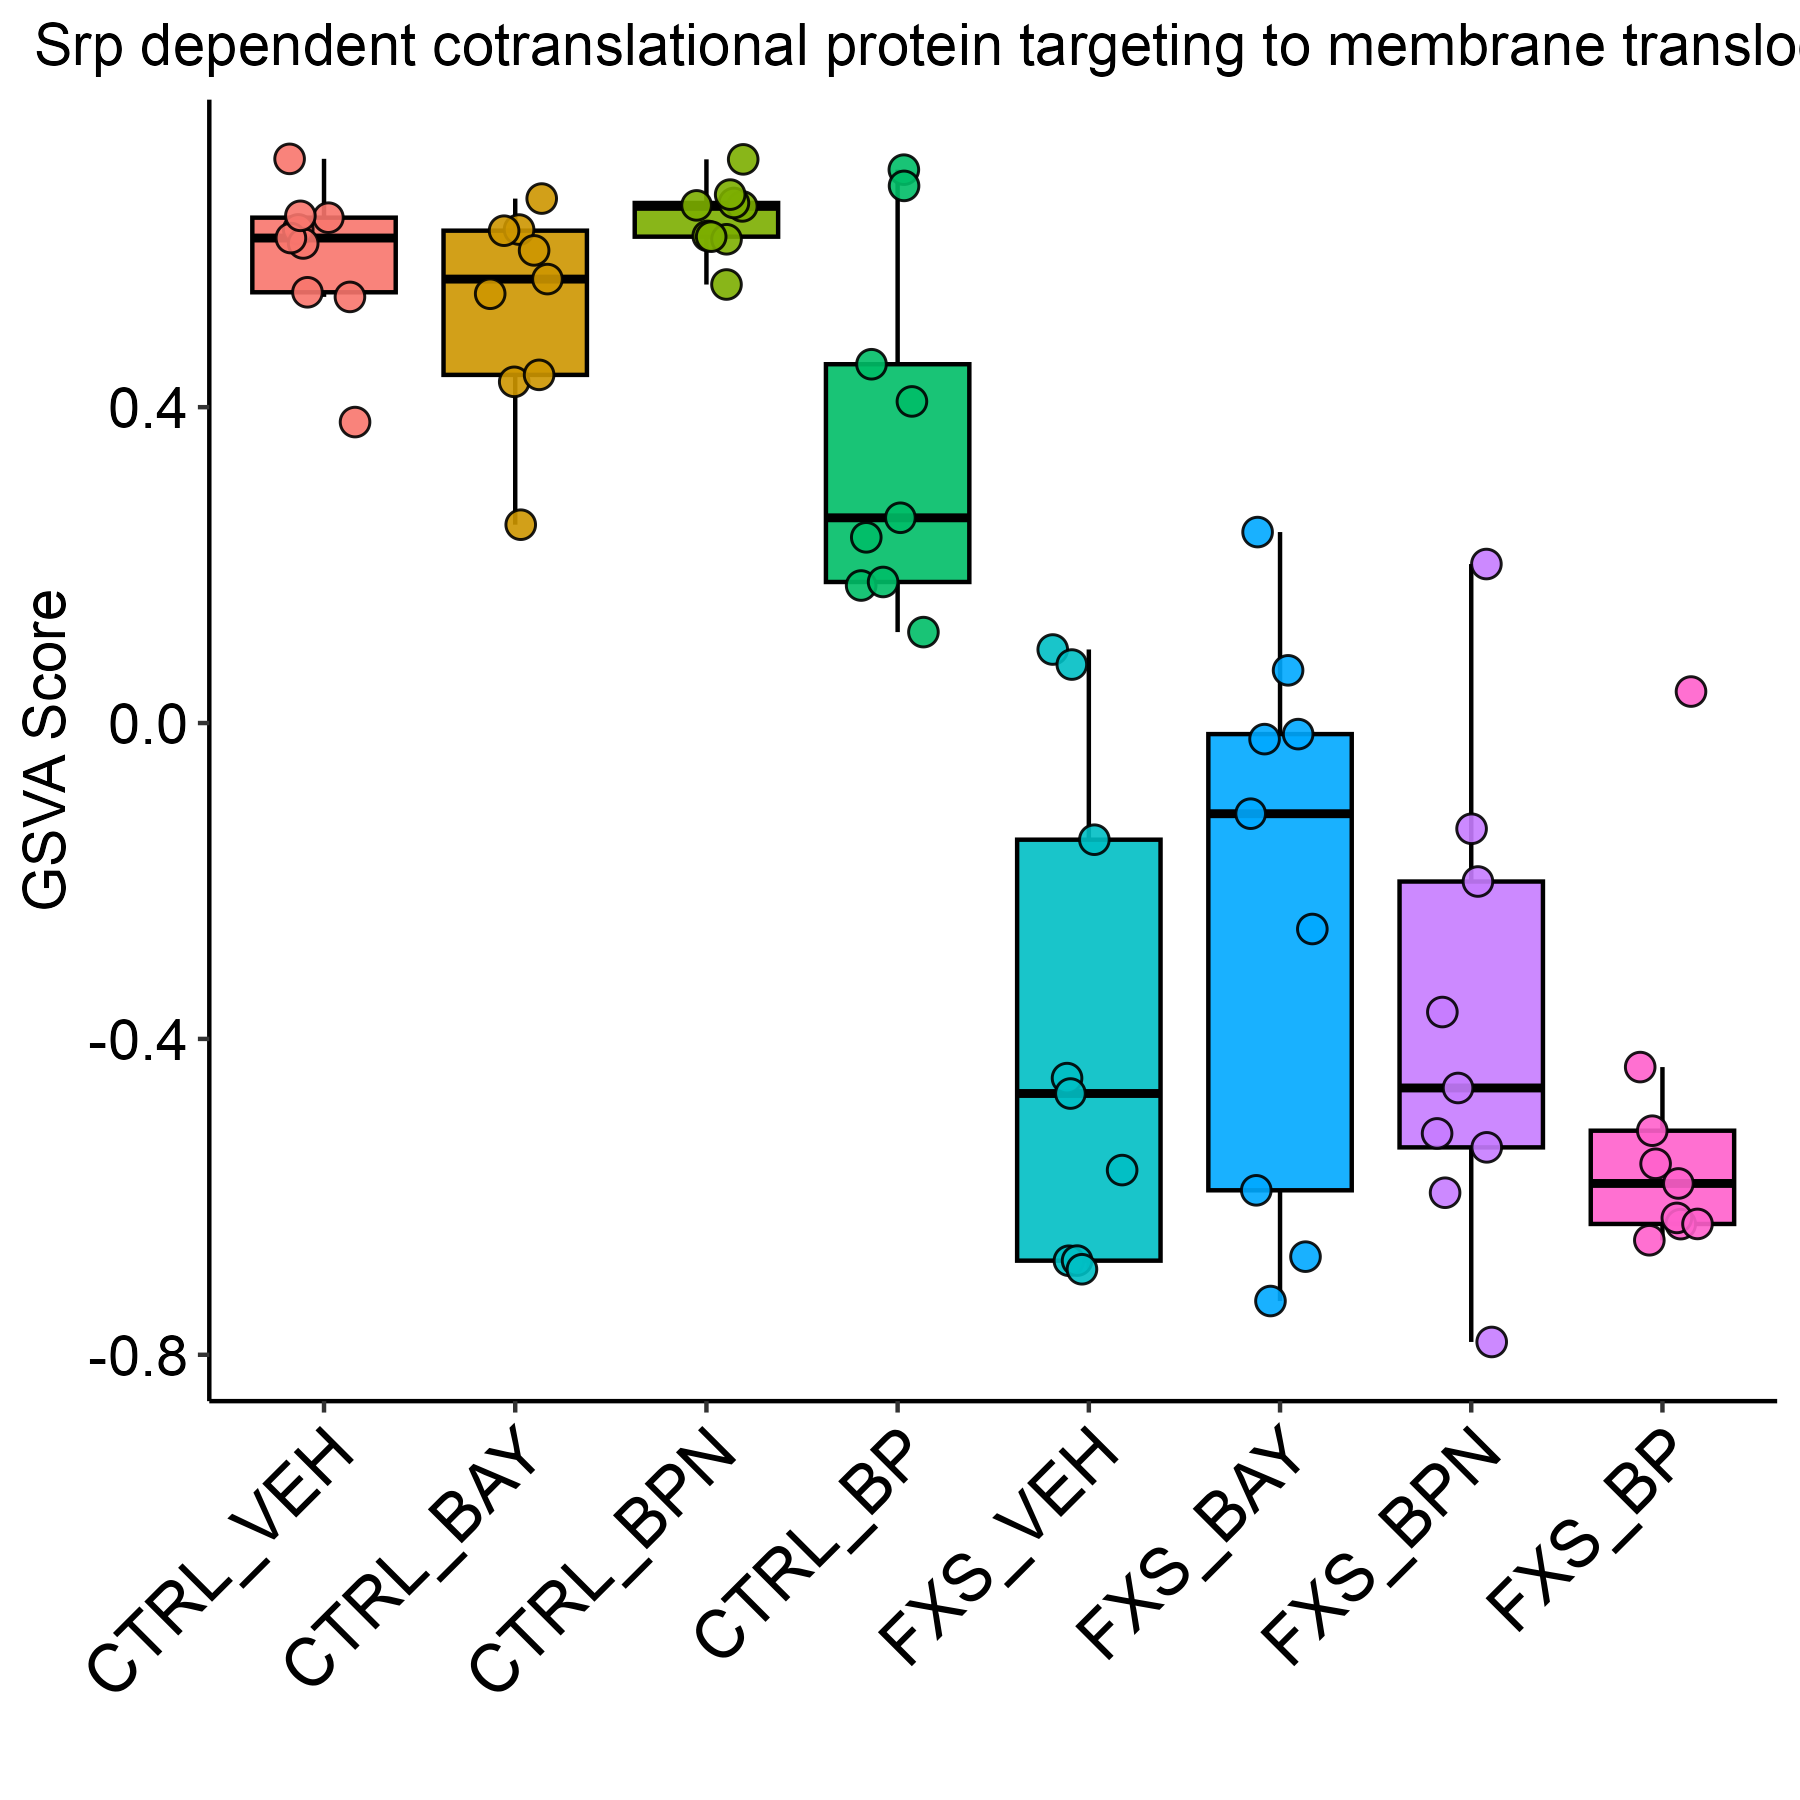 Srp dependent cotranslational protein targeting to membrane
GSVA Score
0.4
0.0
-0.4
-0.8
CTRL_VEH
CTRL_BAY
CTRL_BPN
CTRL_BP
FXS_VEH
FXS_BAY
FXS_BPN
FXS_BP